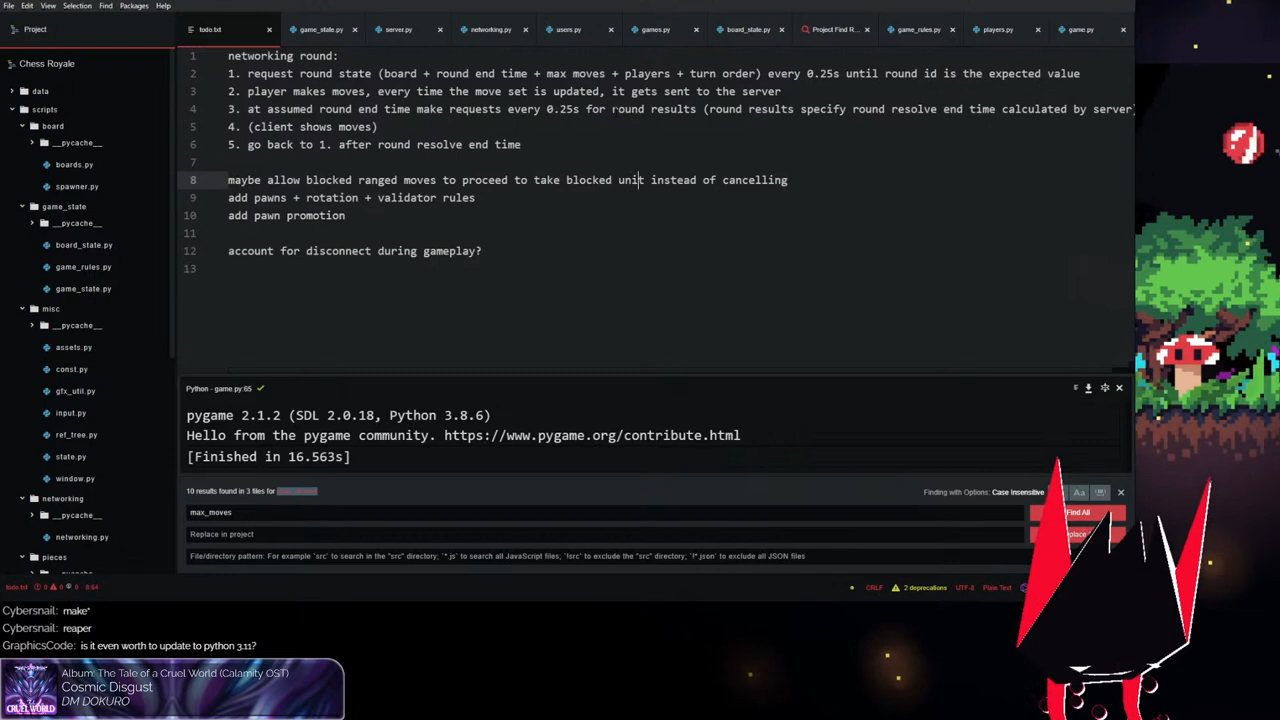 File Edit View Selection Find Packages Help
Project
todo.txt game_state.py server.py networking.py users.py games.py board_state.py Project Find R... game_rules.py players.py game.py
Chess Royale
data
scripts
board
__pycache__
boards.py
spawner.py
game_state
__pycache__
board_state.py
game_rules.py
game_state.py
misc
__pycache__
assets.py
const.py
gfx_util.py
input.py
ref_tree.py
state.py
window.py
networking
__pycache__
networking.py
pieces
__pycache__
1 networking round:
2 1. request round state (board + round end time + max moves + players + turn order) every 0.25s until round id is the expected value
3 2. player makes moves, every time the move set is updated, it gets sent to the server
4 3. at assumed round end time make requests every 0.25s for round results (round results specify round resolve end time calculated by server)
5 4. (client shows moves)
6 5. go back to 1. after round resolve end time
7
8 maybe allow blocked ranged moves to proceed to take blocked unit instead of cancelling
9 add pawns + rotation + validator rules
10 add pawn promotion
11
12 account for disconnect during gameplay?
13
Python - game.py:65
pygame 2.1.2 (SDL 2.0.18, Python 3.8.6)
Hello from the pygame community. https://www.pygame.org/contribute.html
[Finished in 16.563s]
10 results found in 3 files for
Finding with Options: Case Insensitive
Aa
max_moves
Find All
Replace in project
File/directory pattern: For example `src` to search in the "src" directory; `*.js` to search all JavaScript files; `!src` to exclude the "src" directory; `!*.json` to exclude all JSON files
todo.txt 0 0 0 8:64
CRLF 2 deprecations UTF-8 Plain Text
Cybersnail: make*
Cybersnail: reaper
GraphicsCode: is it even worth to update to python 3.11?
Album: The Tale of a Cruel World (Calamity OST)
Cosmic Disgust
DM DOKURO